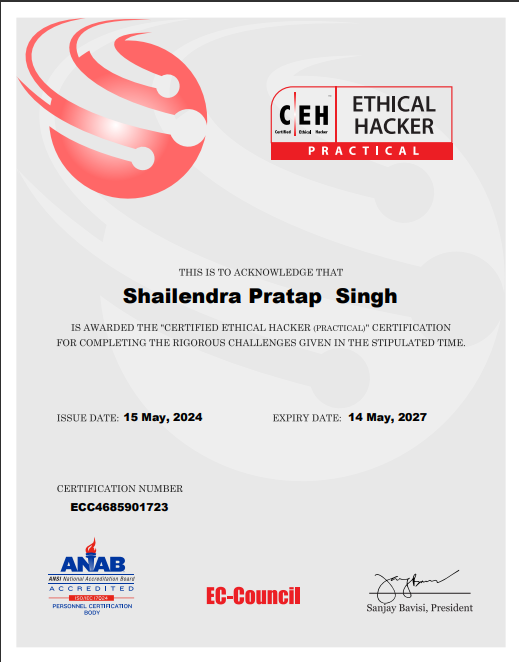 C|EH
Certified Ethical Hacker
ETHICAL
HACKER
PRACTICAL
THIS IS TO ACKNOWLEDGE THAT
Shailendra Pratap Singh
IS AWARDED THE "CERTIFIED ETHICAL HACKER (PRACTICAL)" CERTIFICATION
FOR COMPLETING THE RIGOROUS CHALLENGES GIVEN IN THE STIPULATED TIME.
ISSUE DATE: 15 May, 2024 EXPIRY DATE: 14 May, 2027
CERTIFICATION NUMBER
ECC4685901723
ANAB
ANSI National Accreditation Board
ACCREDITED
ISO/IEC 17024
PERSONNEL CERTIFICATION
BODY
EC-Council
Sanjay Bavisi, President